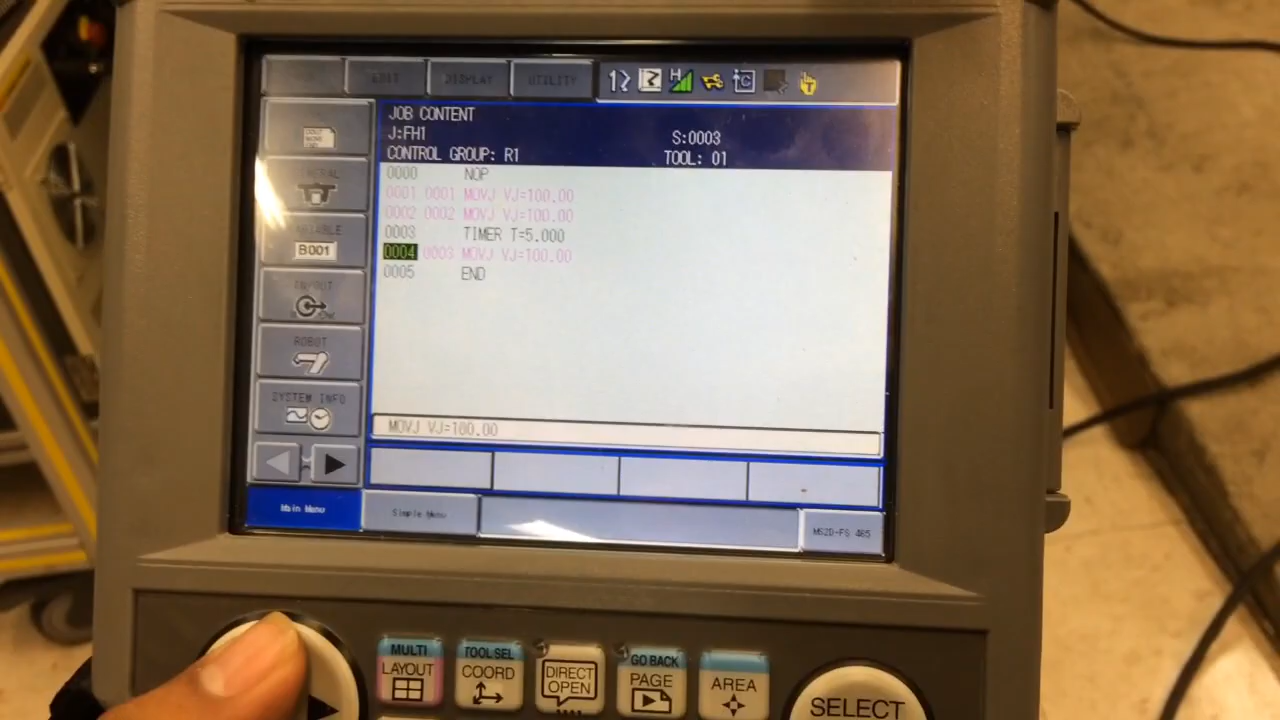 EDIT DISPLAY UTILITY
JOB CONTENT
J:FH1 S:0003
CONTROL GROUP: R1 TOOL: 01
0000 NOP
0001 0001 MOVJ VJ=100.00
0002 0002 MOVJ VJ=100.00
0003 TIMER T=5.000
0004 0003 MOVJ VJ=100.00
0005 END
B001
IN/OUT
ROBOT
SYSTEM INFO
MOVJ VJ=100.00
Main Menu
Simple Menu
MULTI
LAYOUT
TOOL SEL
COORD
DIRECT
OPEN
GO BACK
PAGE
AREA
SELECT